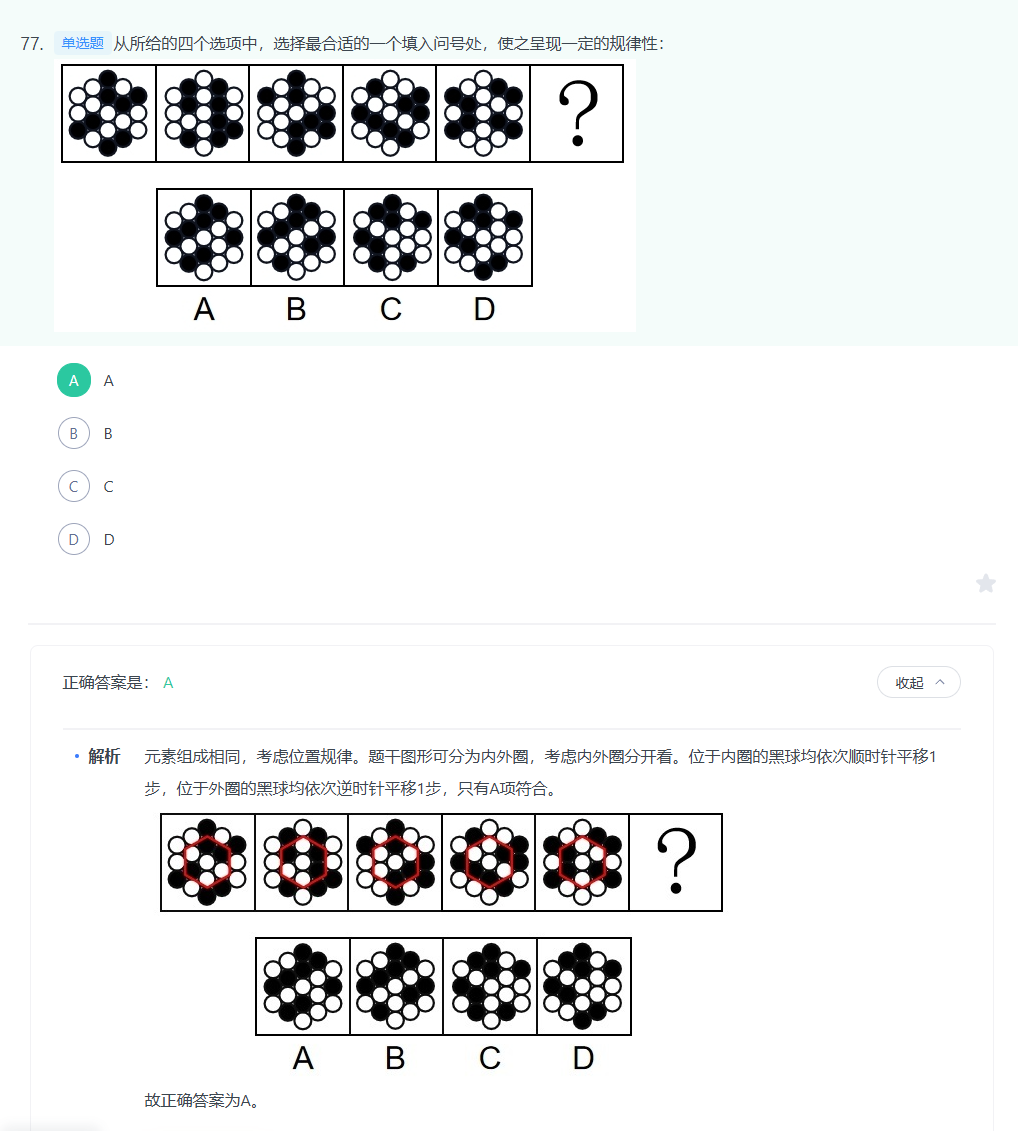 77. 单选题 从所给的四个选项中，选择最合适的一个填入问号处，使之呈现一定的规律性：
?
A B C D
A A
B B
C C
D D
正确答案是： A 收起
• 解析 元素组成相同，考虑位置规律。题干图形可分为内外圈，考虑内外圈分开看。位于内圈的黑球均依次顺时针平移1
步，位于外圈的黑球均依次逆时针平移1步，只有A项符合。
?
A B C D
故正确答案为A。